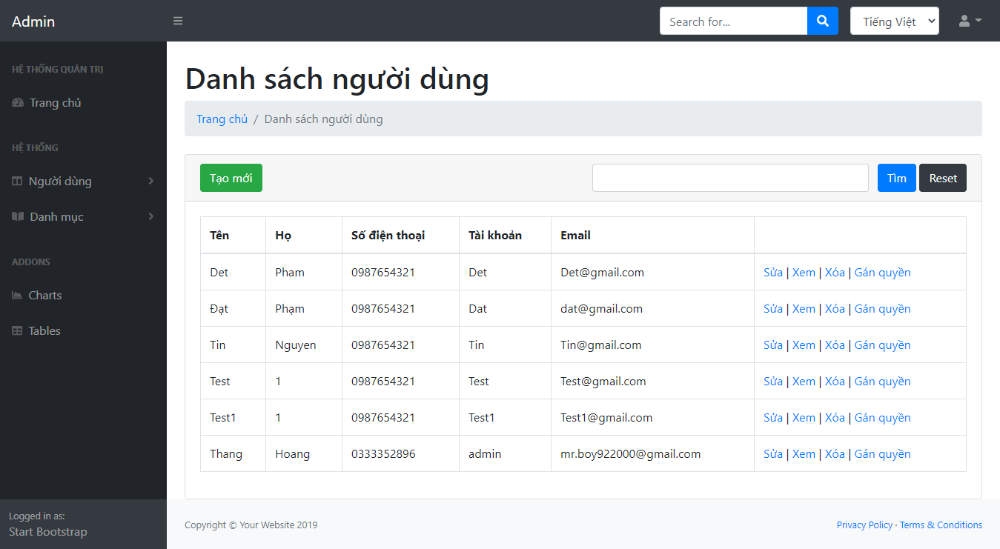 Admin
Search for...
Tiếng Việt
HỆ THỐNG QUẢN TRỊ
Trang chủ
HỆ THỐNG
Người dùng
Danh mục
ADDONS
Charts
Tables
Logged in as:
Start Bootstrap
Danh sách người dùng
Trang chủ / Danh sách người dùng
Tạo mới
Tìm
Reset
Tên Họ Số điện thoại Tài khoản Email
Det Pham 0987654321 Det Det@gmail.com Sửa | Xem | Xóa | Gán quyền
Đạt Phạm 0987654321 Dat dat@gmail.com Sửa | Xem | Xóa | Gán quyền
Tin Nguyen 0987654321 Tin Tin@gmail.com Sửa | Xem | Xóa | Gán quyền
Test 1 0987654321 Test Test@gmail.com Sửa | Xem | Xóa | Gán quyền
Test1 1 0987654321 Test1 Test1@gmail.com Sửa | Xem | Xóa | Gán quyền
Thang Hoang 0333352896 admin mr.boy922000@gmail.com Sửa | Xem | Xóa | Gán quyền
Copyright © Your Website 2019
Privacy Policy · Terms & Conditions